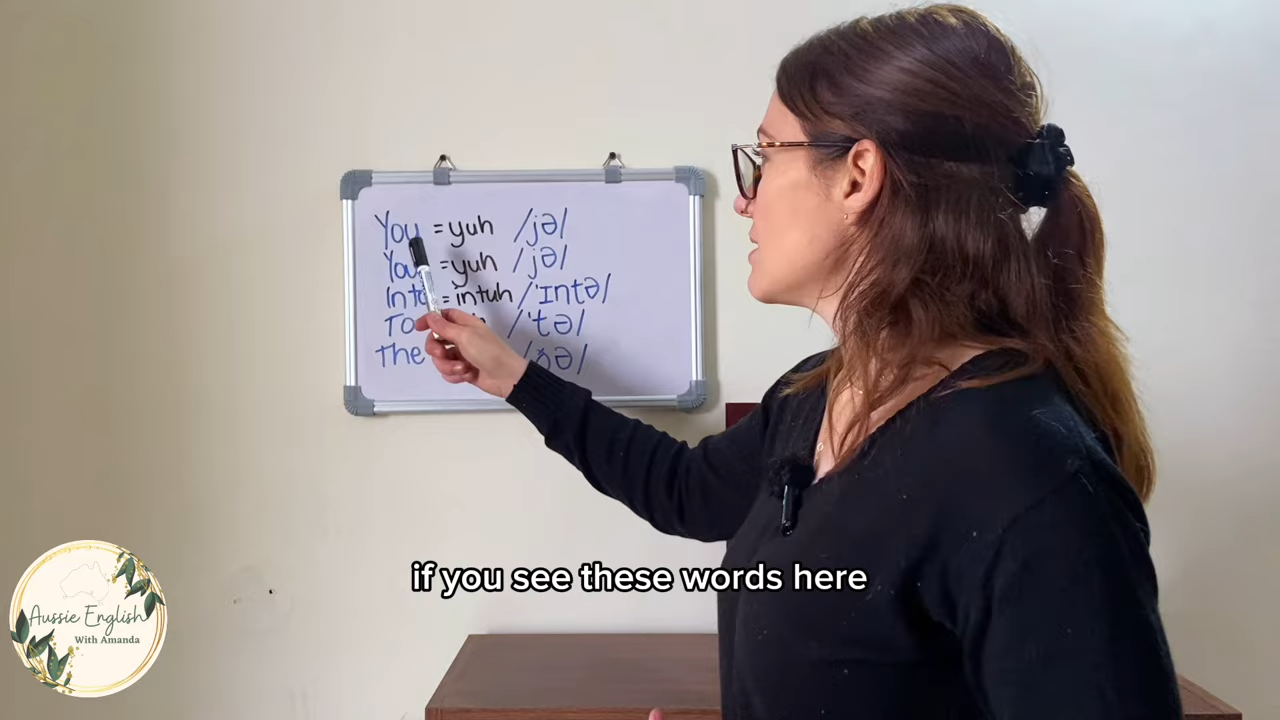 You = yuh /jə/
You = yuh /jə/
Into = intuh /ˈɪntə/
To /ˈtə/
The /ðə/
if you see these words here
Aussie English
With Amanda